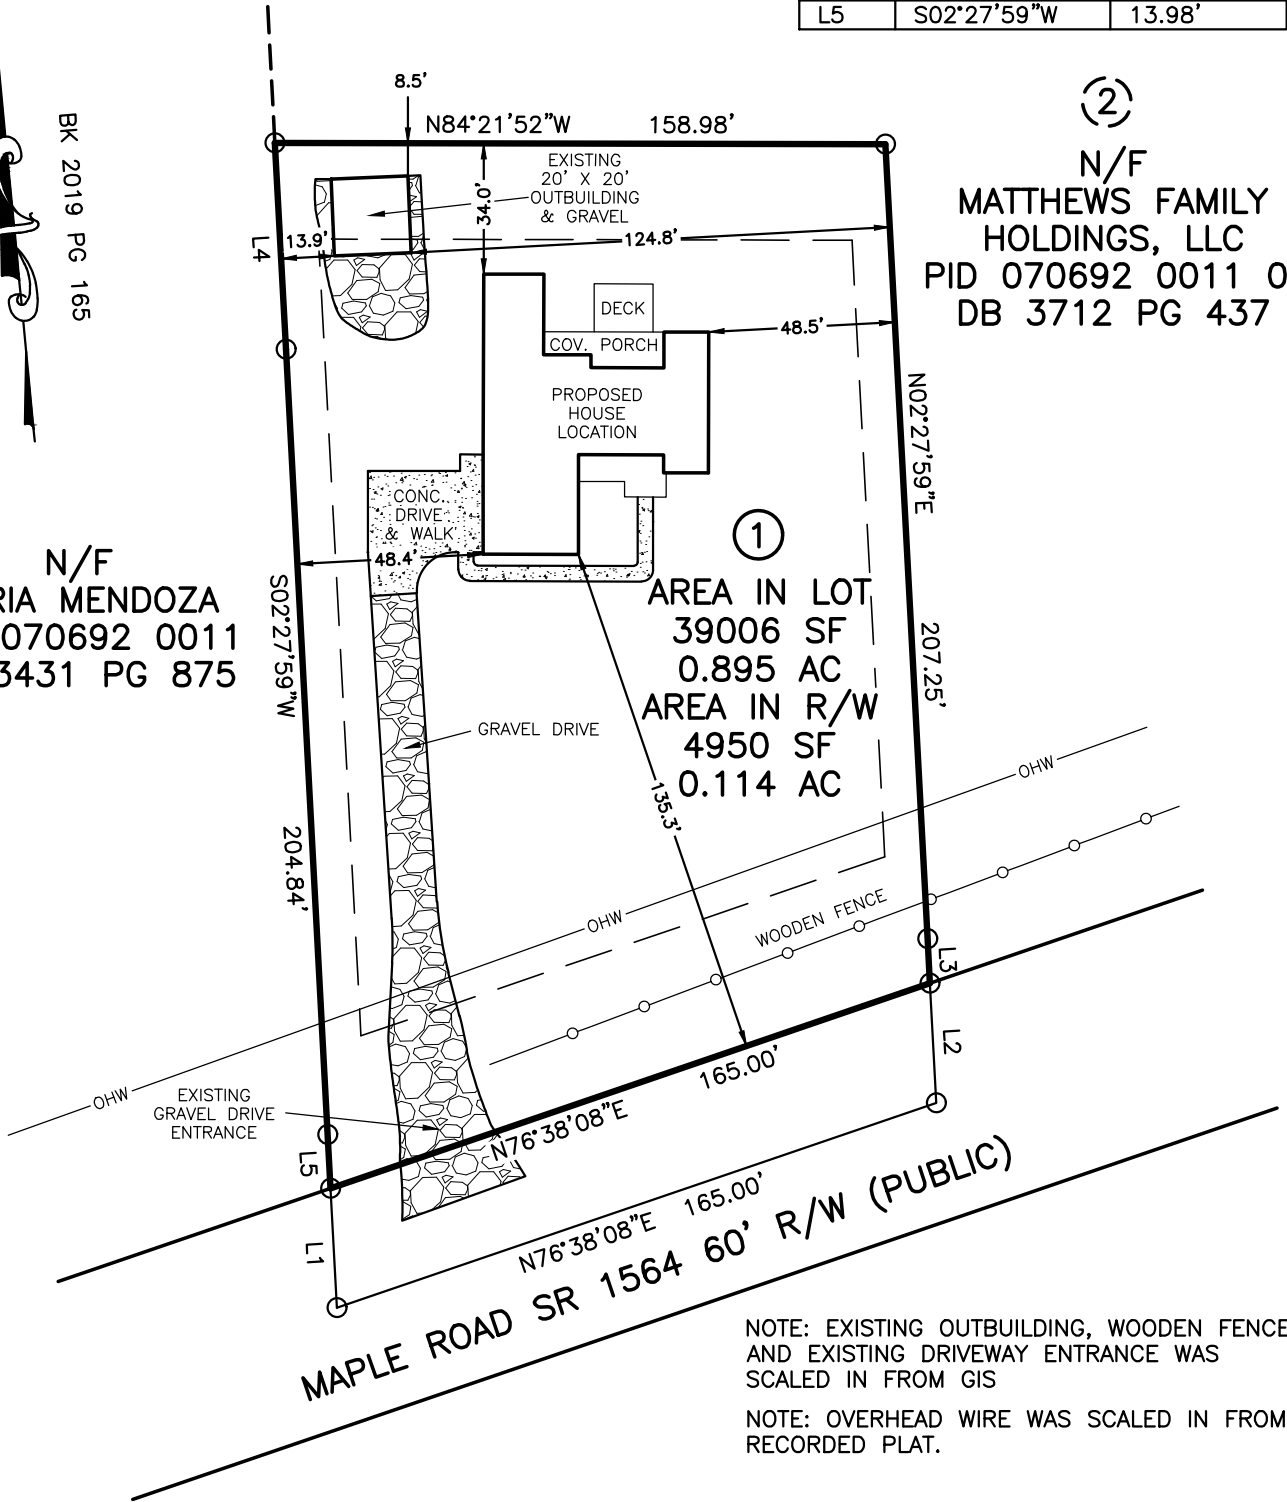 L5 S02°27'59"W 13.98'
8.5'
N84°21'52"W 158.98'
BK 2019 PG 165
2
N/F
MATTHEWS FAMILY
HOLDINGS, LLC
PID 070692 0011 0
DB 3712 PG 437
EXISTING
20' X 20'
OUTBUILDING
& GRAVEL
34.0'
L4
13.9'
124.8'
DECK
COV. PORCH
48.5'
PROPOSED
HOUSE
LOCATION
N02°27'59"E
207.25'
CONC.
DRIVE
& WALK
48.4'
N/F
RIA MENDOZA
070692 0011
3431 PG 875
S02°27'59"W
204.84'
1
AREA IN LOT
39006 SF
0.895 AC
AREA IN R/W
4950 SF
0.114 AC
GRAVEL DRIVE
135.3'
OHW
OHW
OHW
WOODEN FENCE
L3
L2
165.00'
N76°38'08"E
EXISTING
GRAVEL DRIVE
ENTRANCE
L5
L1
N76°38'08"E 165.00'
MAPLE ROAD SR 1564 60' R/W (PUBLIC)
NOTE: EXISTING OUTBUILDING, WOODEN FENCE
AND EXISTING DRIVEWAY ENTRANCE WAS
SCALED IN FROM GIS
NOTE: OVERHEAD WIRE WAS SCALED IN FROM
RECORDED PLAT.